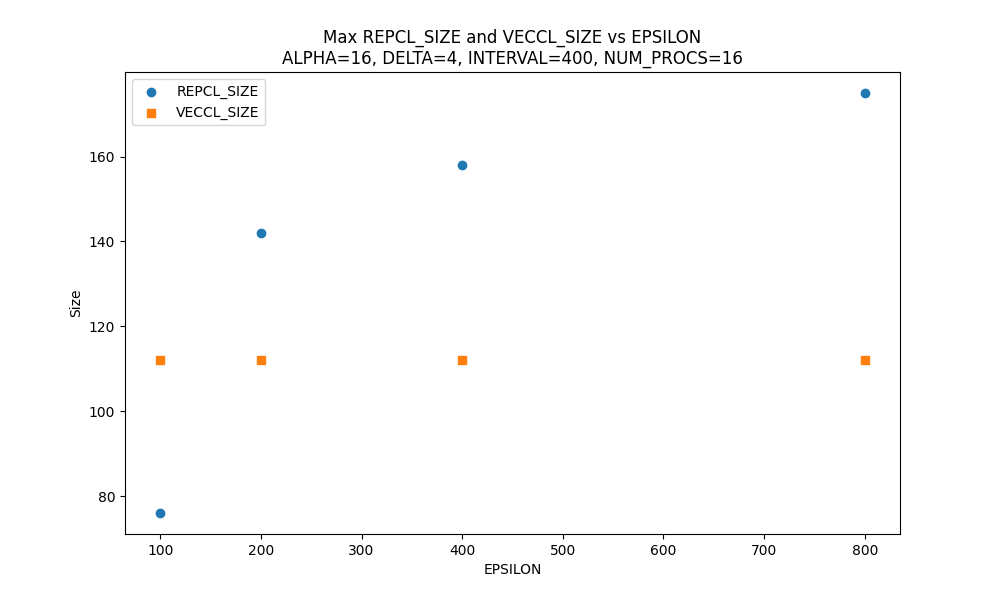 Max REPCL_SIZE and VECCL_SIZE vs EPSILON
ALPHA=16, DELTA=4, INTERVAL=400, NUM_PROCS=16
REPCL_SIZE
VECCL_SIZE
Size
160
140
120
100
80
100 200 300 400 500 600 700 800
EPSILON